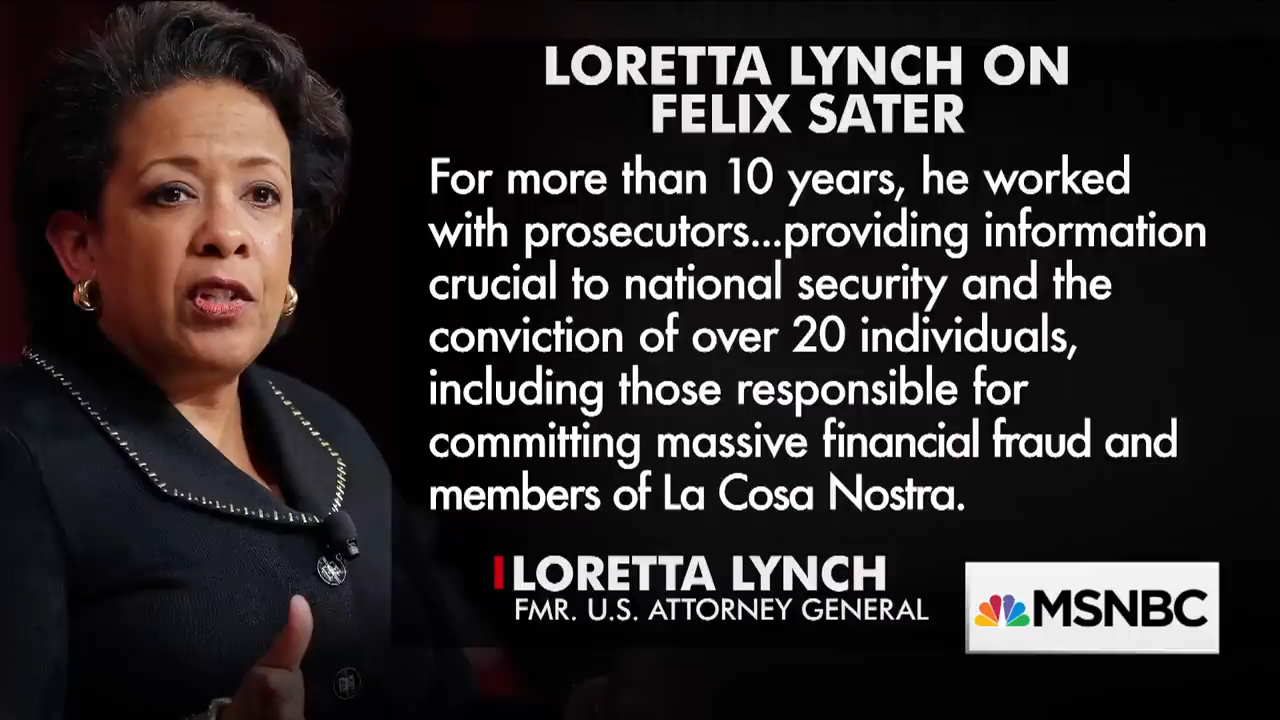 LORETTA LYNCH ON
FELIX SATER
For more than 10 years, he worked
with prosecutors...providing information
crucial to national security and the
conviction of over 20 individuals,
including those responsible for
committing massive financial fraud and
members of La Cosa Nostra.
LORETTA LYNCH
FMR. U.S. ATTORNEY GENERAL
MSNBC